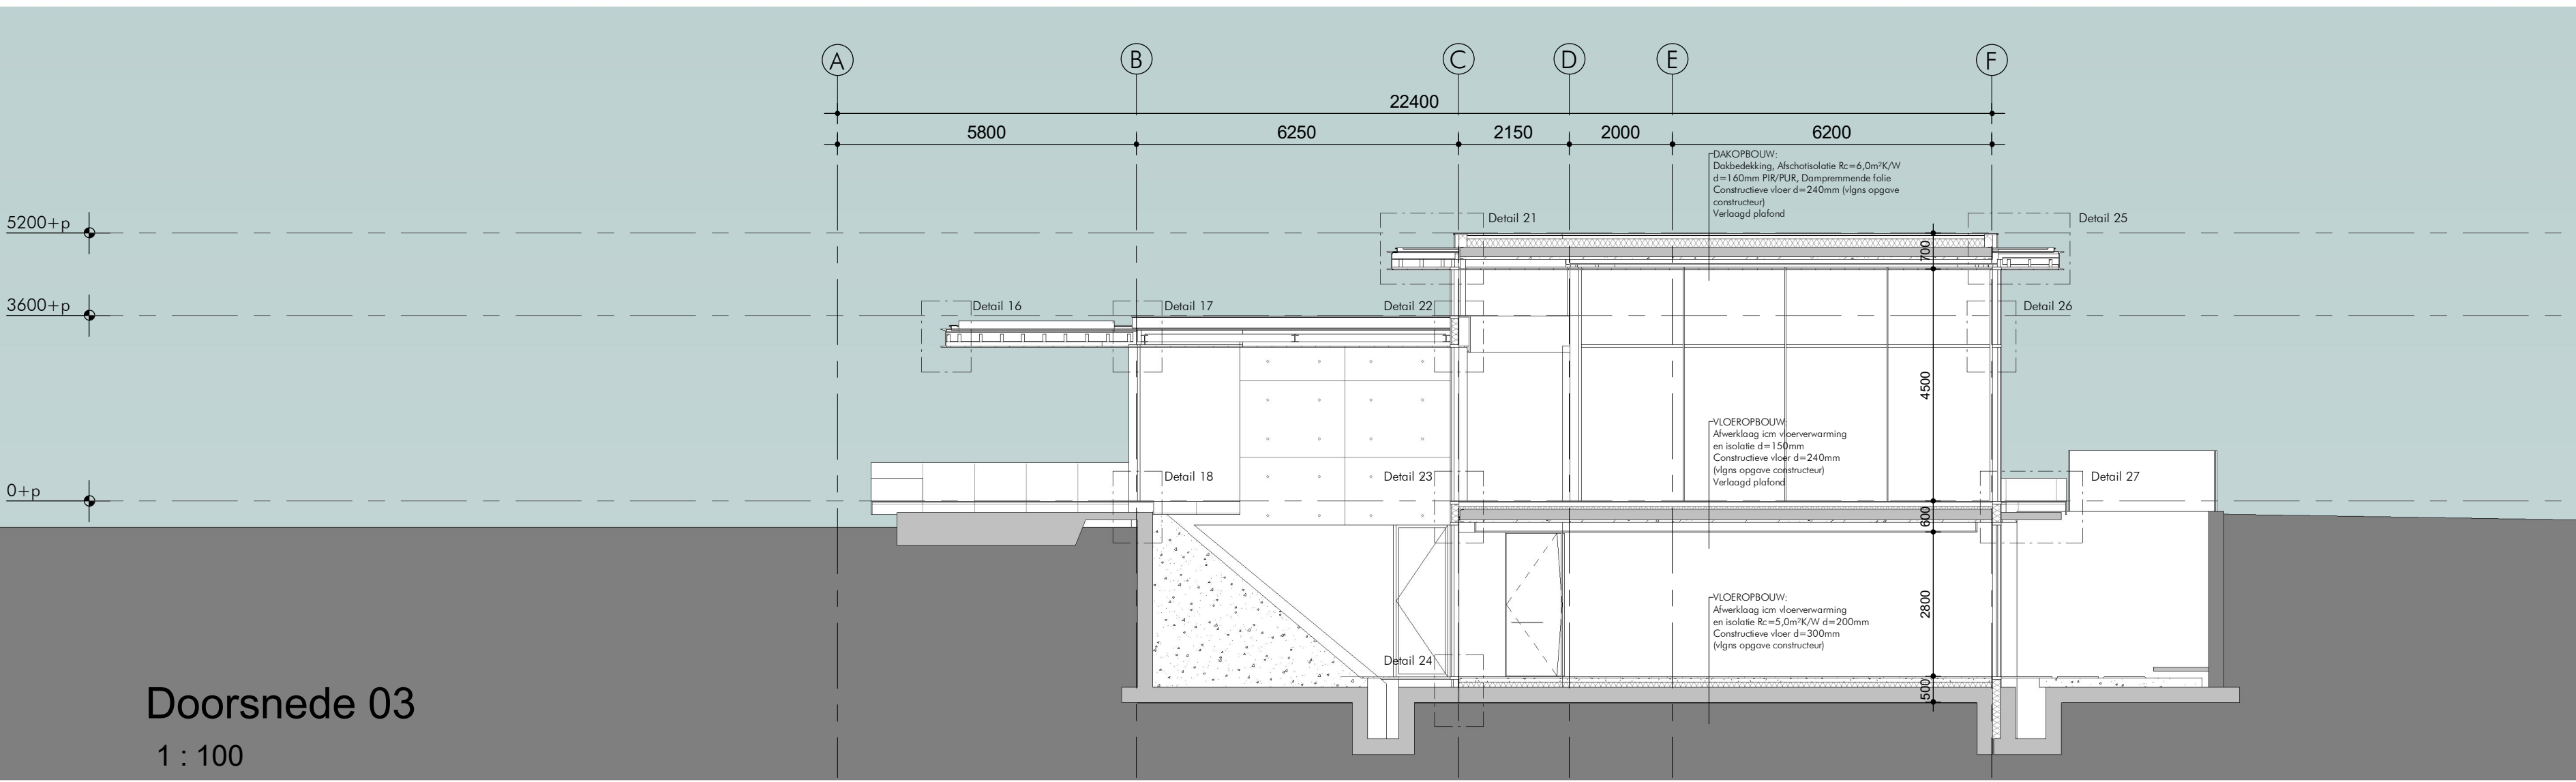 A B C D E F
22400
5800 6250 2150 2000 6200
DAKOPBOUW:
Dakbedekking, Afschotisolatie Rc=6,0m²K/W
d=160mm PIR/PUR, Dampremmende folie
Constructieve vloer d=240mm (vlgns opgave
constructeur)
Verlaagd plafond
5200+p
Detail 21
Detail 25
700
3600+p
Detail 16
Detail 17
Detail 22
Detail 26
4500
VLOEROPBOUW:
Afwerklaag icm vloerverwarming
en isolatie d=150mm
Constructieve vloer d=240mm
(vlgns opgave constructeur)
Verlaagd plafond
0+p
Detail 18
Detail 23
Detail 27
600
VLOEROPBOUW:
Afwerklaag icm vloerverwarming
en isolatie Rc=5,0m²K/W d=200mm
Constructieve vloer d=300mm
(vlgns opgave constructeur)
2800
Detail 24
500
Doorsnede 03
1 : 100